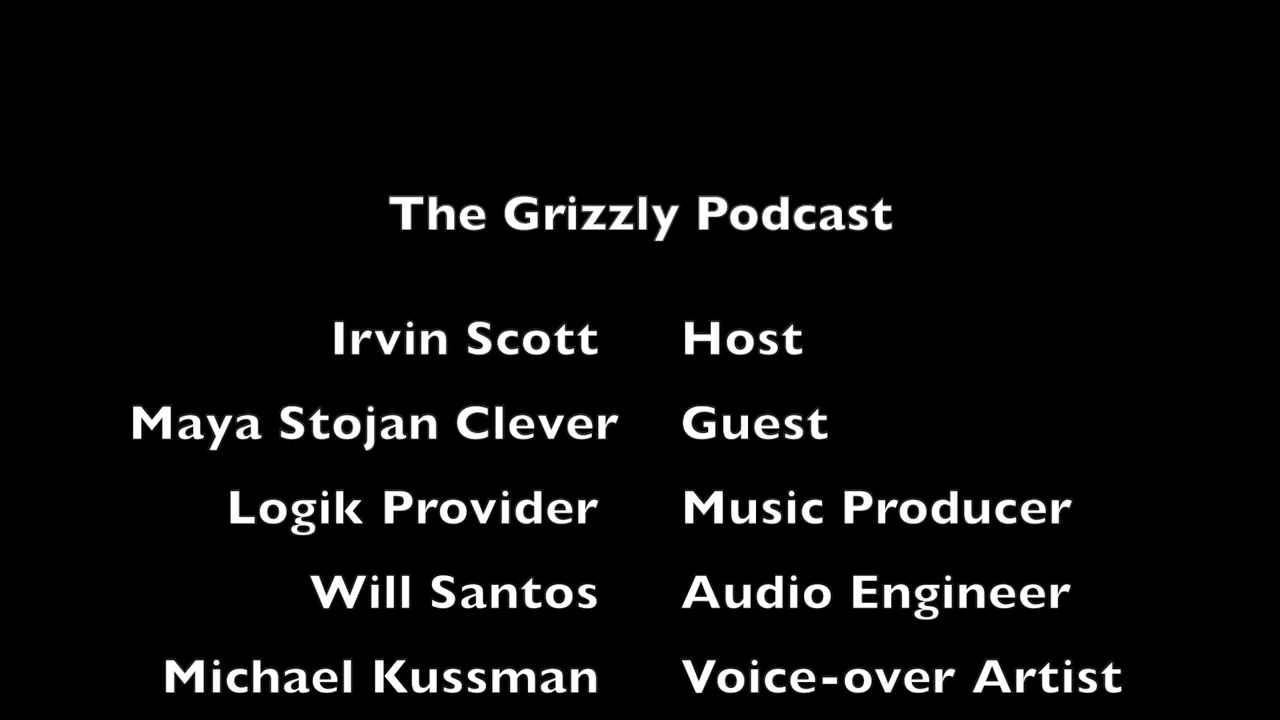 The Grizzly Podcast
Irvin Scott Host
Maya Stojan Clever Guest
Logik Provider Music Producer
Will Santos Audio Engineer
Michael Kussman Voice-over Artist